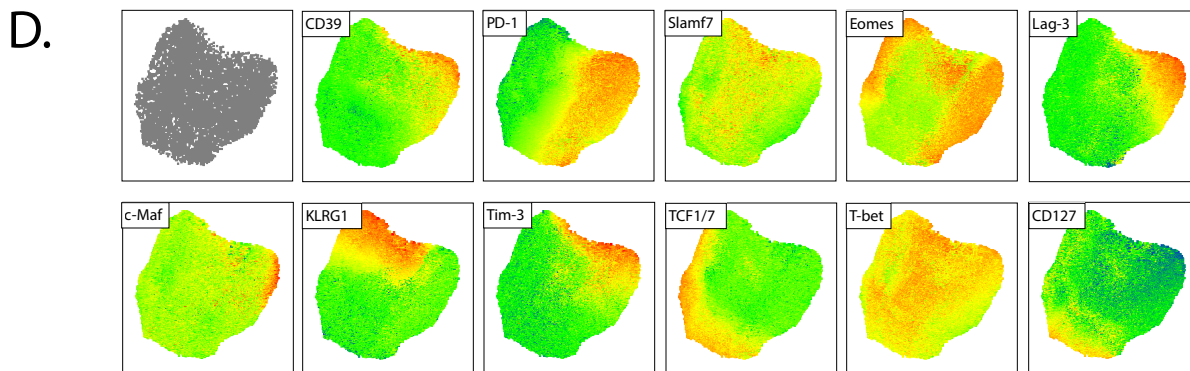 D.
CD39
PD-1
Slamf7
Eomes
Lag-3
c-Maf
KLRG1
Tim-3
TCF1/7
T-bet
CD127